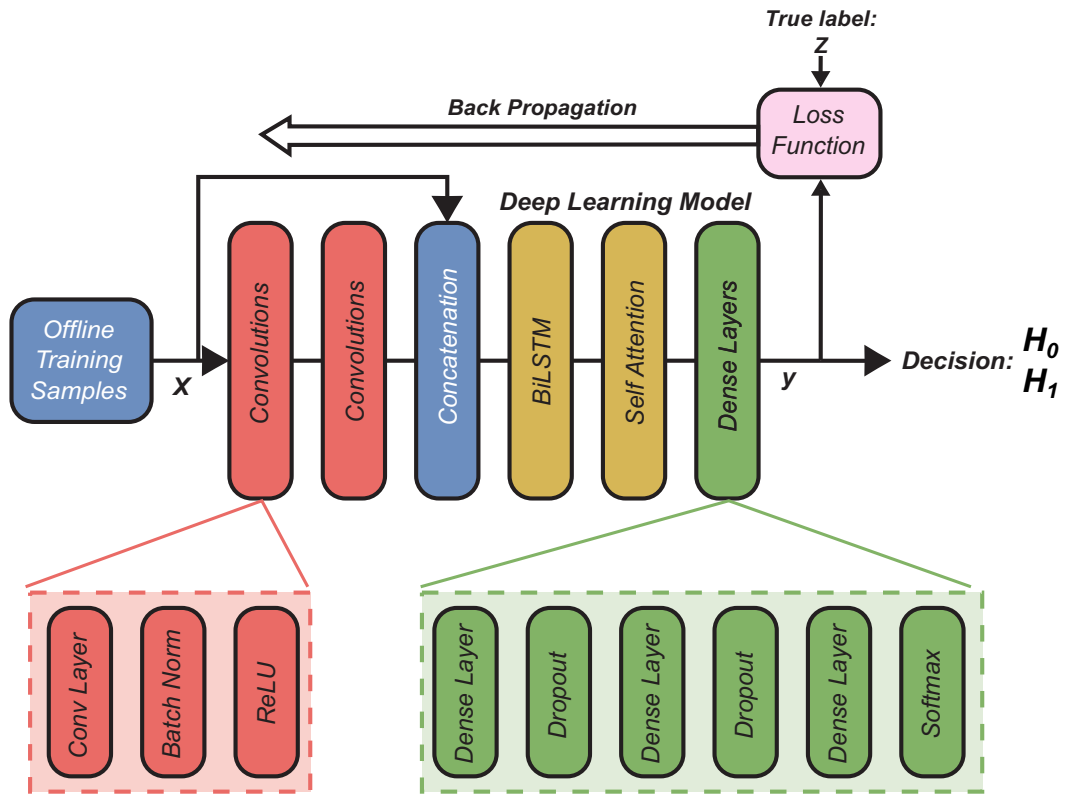 True label:
z
Back Propagation
Loss
Function
Deep Learning Model
Offline
Training
Samples
X
Convolutions
Convolutions
Concatenation
BiLSTM
Self Attention
Dense Layers
y
Decision:
H0
H1
Conv Layer
Batch Norm
ReLU
Dense Layer
Dropout
Dense Layer
Dropout
Dense Layer
Softmax